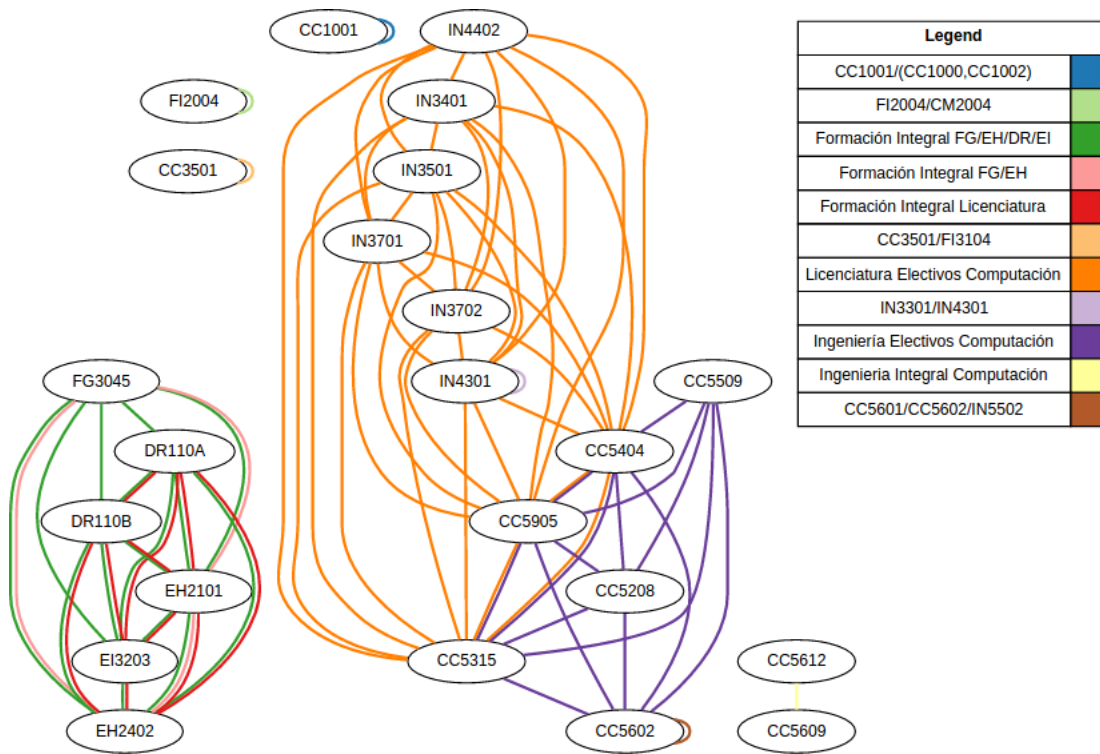 CC1001
IN4402
FI2004
IN3401
CC3501
IN3501
IN3701
IN3702
FG3045
IN4301
CC5509
DR110A
CC5404
DR110B
CC5905
EH2101
CC5208
EI3203
CC5315
CC5612
EH2402
CC5602
CC5609
Legend
CC1001/(CC1000,CC1002)
FI2004/CM2004
Formación Integral FG/EH/DR/EI
Formación Integral FG/EH
Formación Integral Licenciatura
CC3501/FI3104
Licenciatura Electivos Computación
IN3301/IN4301
Ingeniería Electivos Computación
Ingenieria Integral Computación
CC5601/CC5602/IN5502